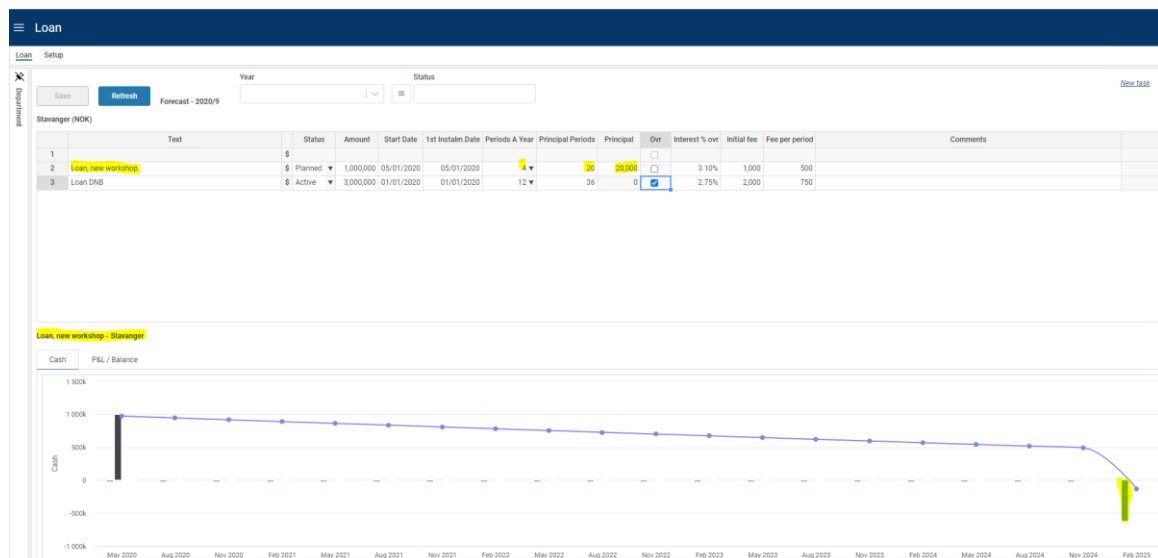 Loan
Loan Setup
Department
Year Status
Save Refresh Forecast - 2020/9 New task
Stavanger (NOK)
Text Status Amount Start Date 1st Instalm.Date Periods A Year Principal Periods Principal Ovr Interest % ovr Initial fee Fee per period Comments
1 $
2 Loan, new workshop $ Planned 1,000,000 05/01/2020 05/01/2020 4 20 20,000 3.10% 1,000 500
3 Loan DNB $ Active 3,000,000 01/01/2020 01/01/2020 12 36 0 2.75% 2,000 750
Loan, new workshop - Stavanger
Cash P&L / Balance
1 500k
1 000k
500k
0
-500k
-1 000k
Cash
May 2020 Aug 2020 Nov 2020 Feb 2021 May 2021 Aug 2021 Nov 2021 Feb 2022 May 2022 Aug 2022 Nov 2022 Feb 2023 May 2023 Aug 2023 Nov 2023 Feb 2024 May 2024 Aug 2024 Nov 2024 Feb 2025